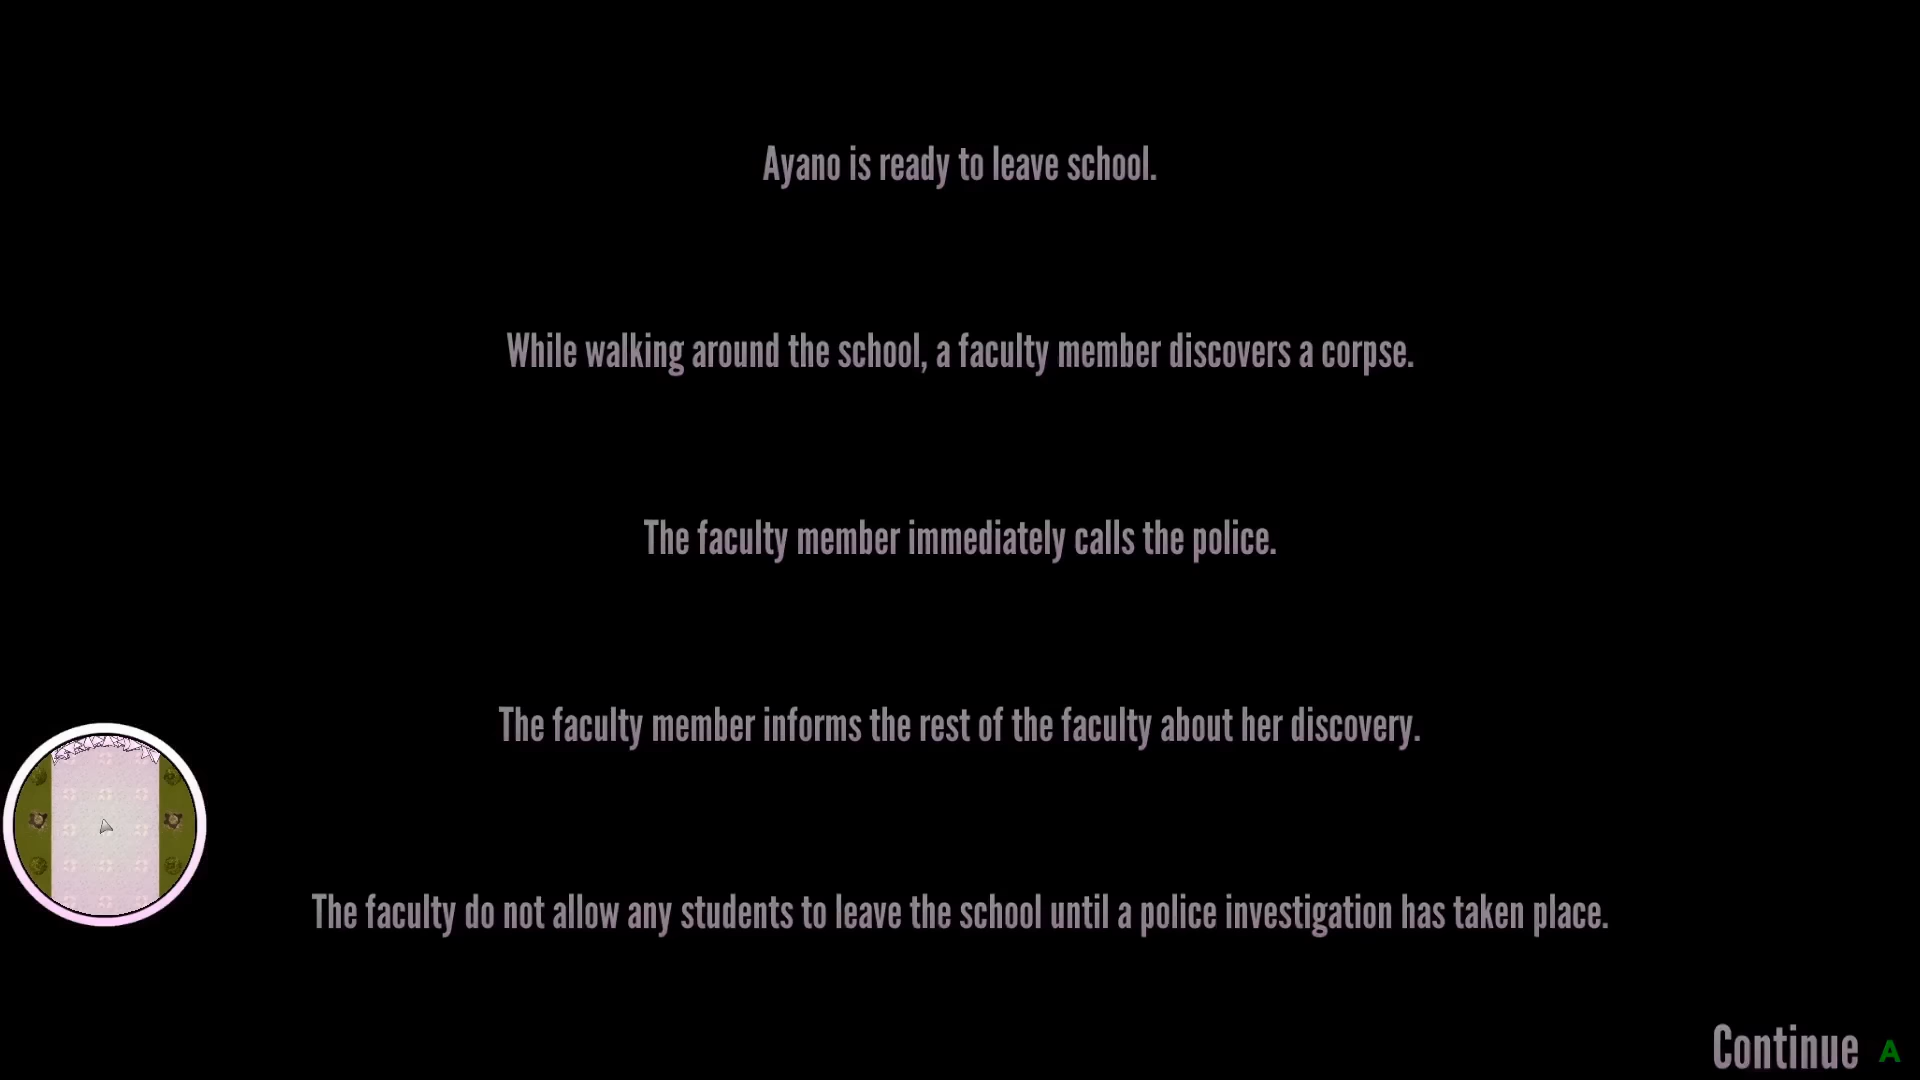 Ayano is ready to leave school.
While walking around the school, a faculty member discovers a corpse.
The faculty member immediately calls the police.
The faculty member informs the rest of the faculty about her discovery.
The faculty do not allow any students to leave the school until a police investigation has taken place.
Continue A